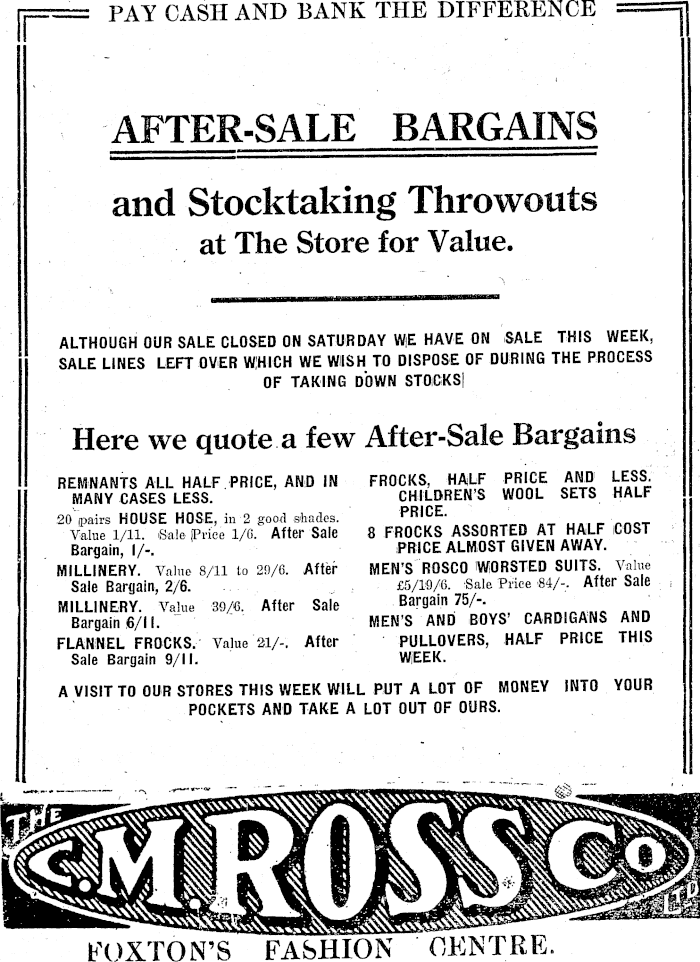 PAY CASH AND BANK THE DIFFERENCE
AFTER-SALE BARGAINS
and Stocktaking Throwouts
at The Store for Value.
ALTHOUGH OUR SALE CLOSED ON SATURDAY WE HAVE ON SALE THIS WEEK,
SALE LINES LEFT OVER WHICH WE WISH TO DISPOSE OF DURING THE PROCESS
OF TAKING DOWN STOCKS
Here we quote a few After-Sale Bargains
REMNANTS ALL HALF PRICE, AND IN
MANY CASES LESS.
20 pairs HOUSE HOSE, in 2 good shades.
Value 1/11. Sale Price 1/6. After Sale
Bargain, 1/-.
MILLINERY. Value 8/11 to 29/6. After
Sale Bargain, 2/6.
MILLINERY. Value 39/6. After Sale
Bargain 6/11.
FLANNEL FROCKS. Value 21/-. After
Sale Bargain 9/11.
FROCKS, HALF PRICE AND LESS.
CHILDREN'S WOOL SETS HALF
PRICE.
8 FROCKS ASSORTED AT HALF COST
PRICE ALMOST GIVEN AWAY.
MEN'S ROSCO WORSTED SUITS. Value
£5/19/6. Sale Price 84/-. After Sale
Bargain 75/-.
MEN'S AND BOYS' CARDIGANS AND
PULLOVERS, HALF PRICE THIS
WEEK.
A VISIT TO OUR STORES THIS WEEK WILL PUT A LOT OF MONEY INTO YOUR
POCKETS AND TAKE A LOT OUT OF OURS.
THE
C.M. ROSS Co
LTD
FOXTON'S FASHION CENTRE.